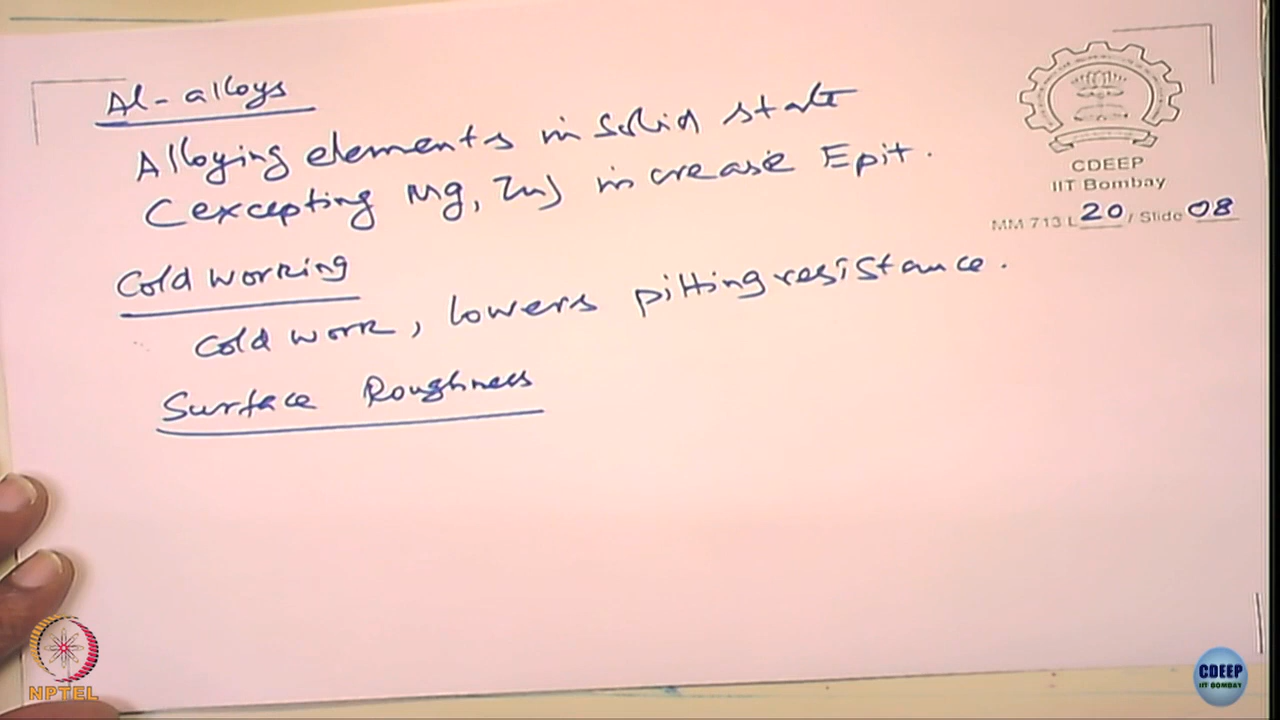 Al-alloys
Alloying elements in solid state
(excepting Mg, Zn) increase Epit.
Cold working
Cold work, lowers pitting resistance.
Surface Roughness
CDEEP
IIT Bombay
MM 713 L 20 / Slide 08
NPTEL
CDEEP
IIT BOMBAY